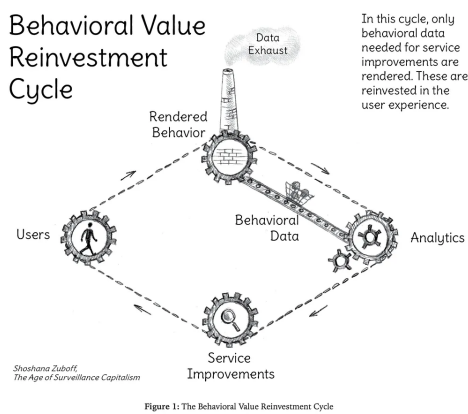 Behavioral Value
Reinvestment
Cycle
In this cycle, only
behavioral data
needed for service
improvements are
rendered. These are
reinvested in the
user experience.
Data
Exhaust
Rendered
Behavior
Behavioral
Data
Users
Analytics
Service
Improvements
Shoshana Zuboff,
The Age of Surveillance Capitalism
Figure 1: The Behavioral Value Reinvestment Cycle